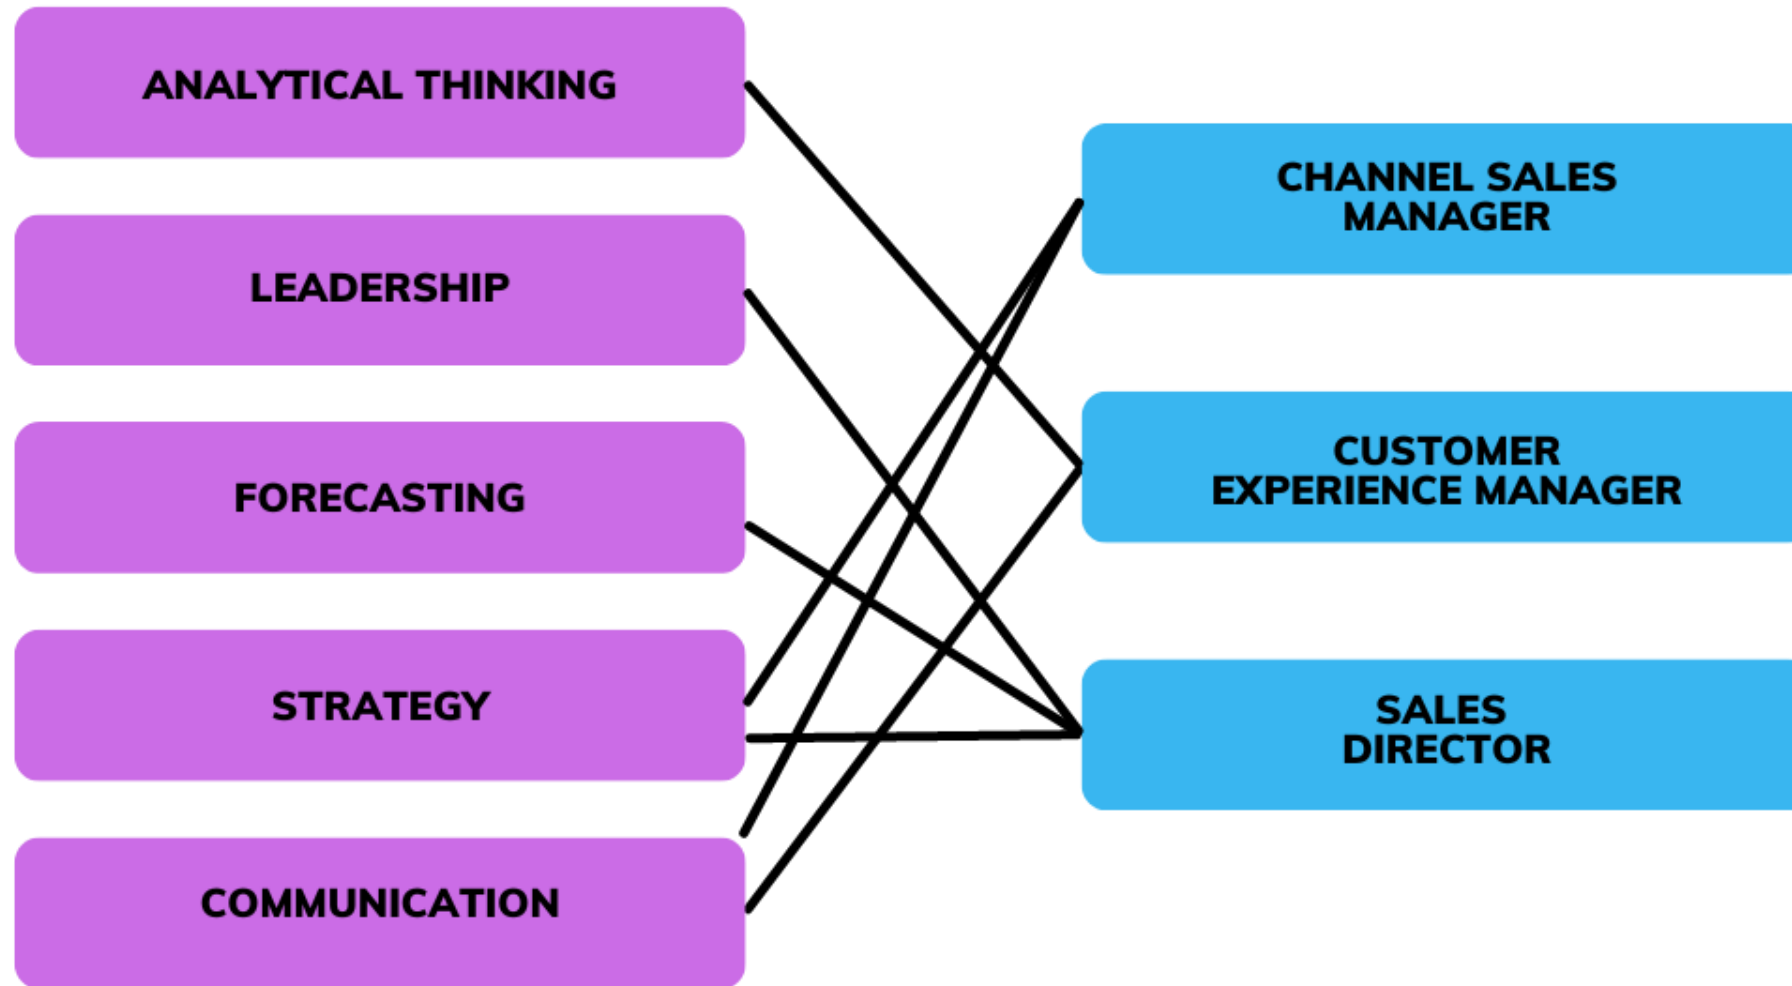 ANALYTICAL THINKING
LEADERSHIP
FORECASTING
STRATEGY
COMMUNICATION
CHANNEL SALES
MANAGER
CUSTOMER
EXPERIENCE MANAGER
SALES
DIRECTOR